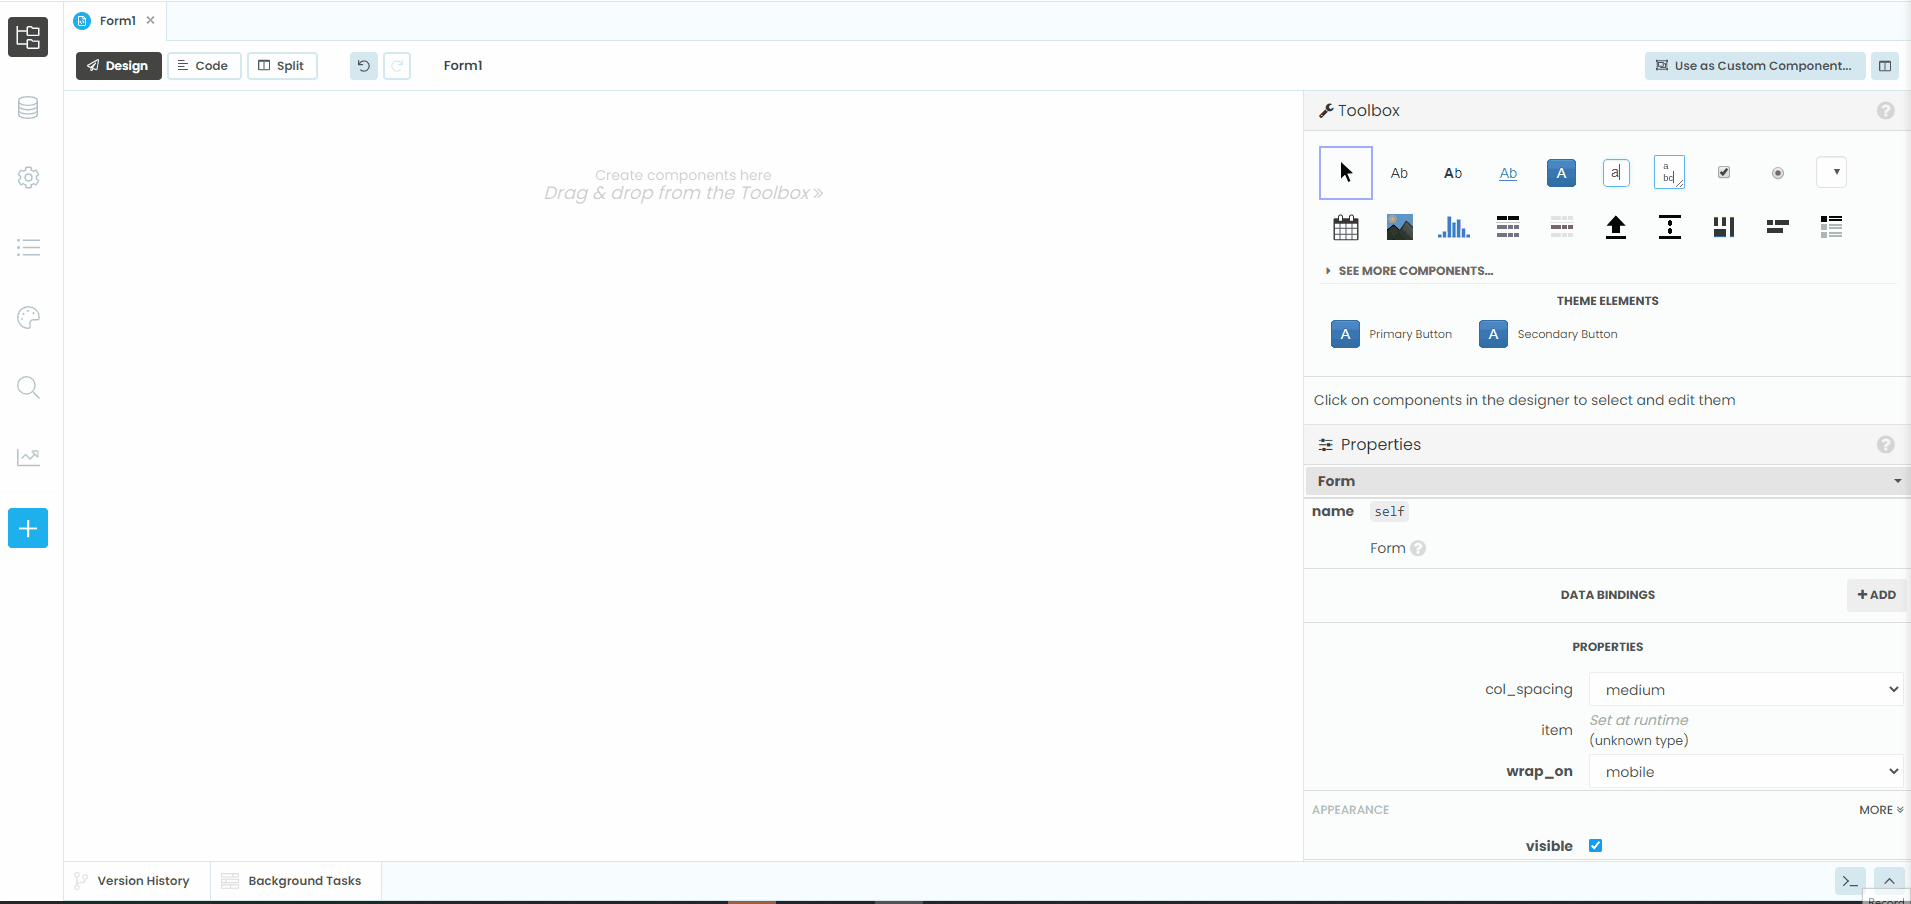 Form1
Design
Code
Split
Form1
Use as Custom Component...
Create components here
Drag & drop from the Toolbox »
Toolbox
Ab
Ab
Ab
A
a
a
bc
SEE MORE COMPONENTS...
THEME ELEMENTS
A Primary Button
A Secondary Button
Click on components in the designer to select and edit them
Properties
Form
name self
Form
DATA BINDINGS
+ ADD
PROPERTIES
col_spacing medium
item Set at runtime
(unknown type)
wrap_on mobile
APPEARANCE MORE
visible
Version History
Background Tasks
Record